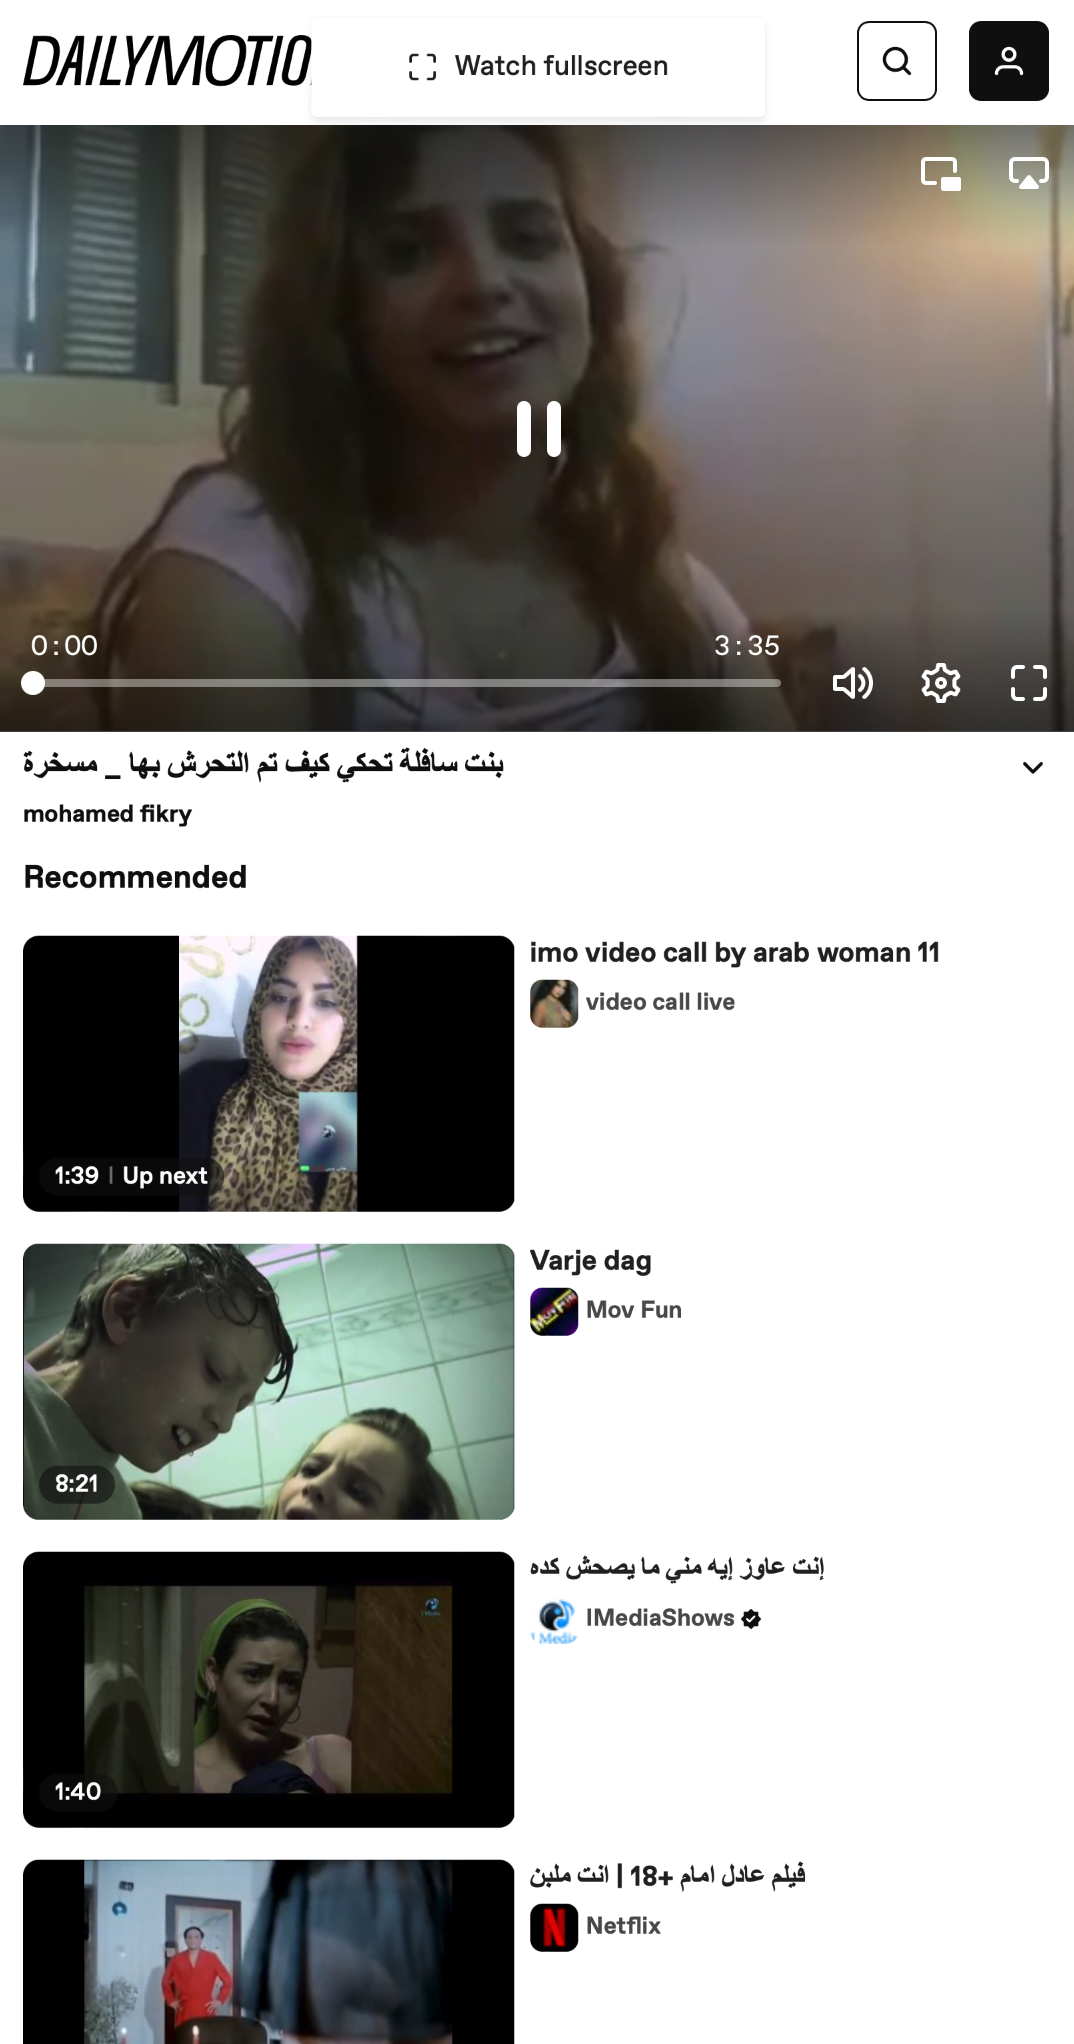 DAILYMOTIO
Watch fullscreen
0:00
3:35
بنت سافلة تحكي كيف تم التحرش بها _ مسخرة
mohamed fikry
Recommended
imo video call by arab woman 11
video call live
1:39 | Up next
Varje dag
Mov Fun
8:21
إنت عاوز إيه مني ما يصحش كده
IMediaShows
1:40
فيلم عادل امام +18 | انت ملبن
Netflix